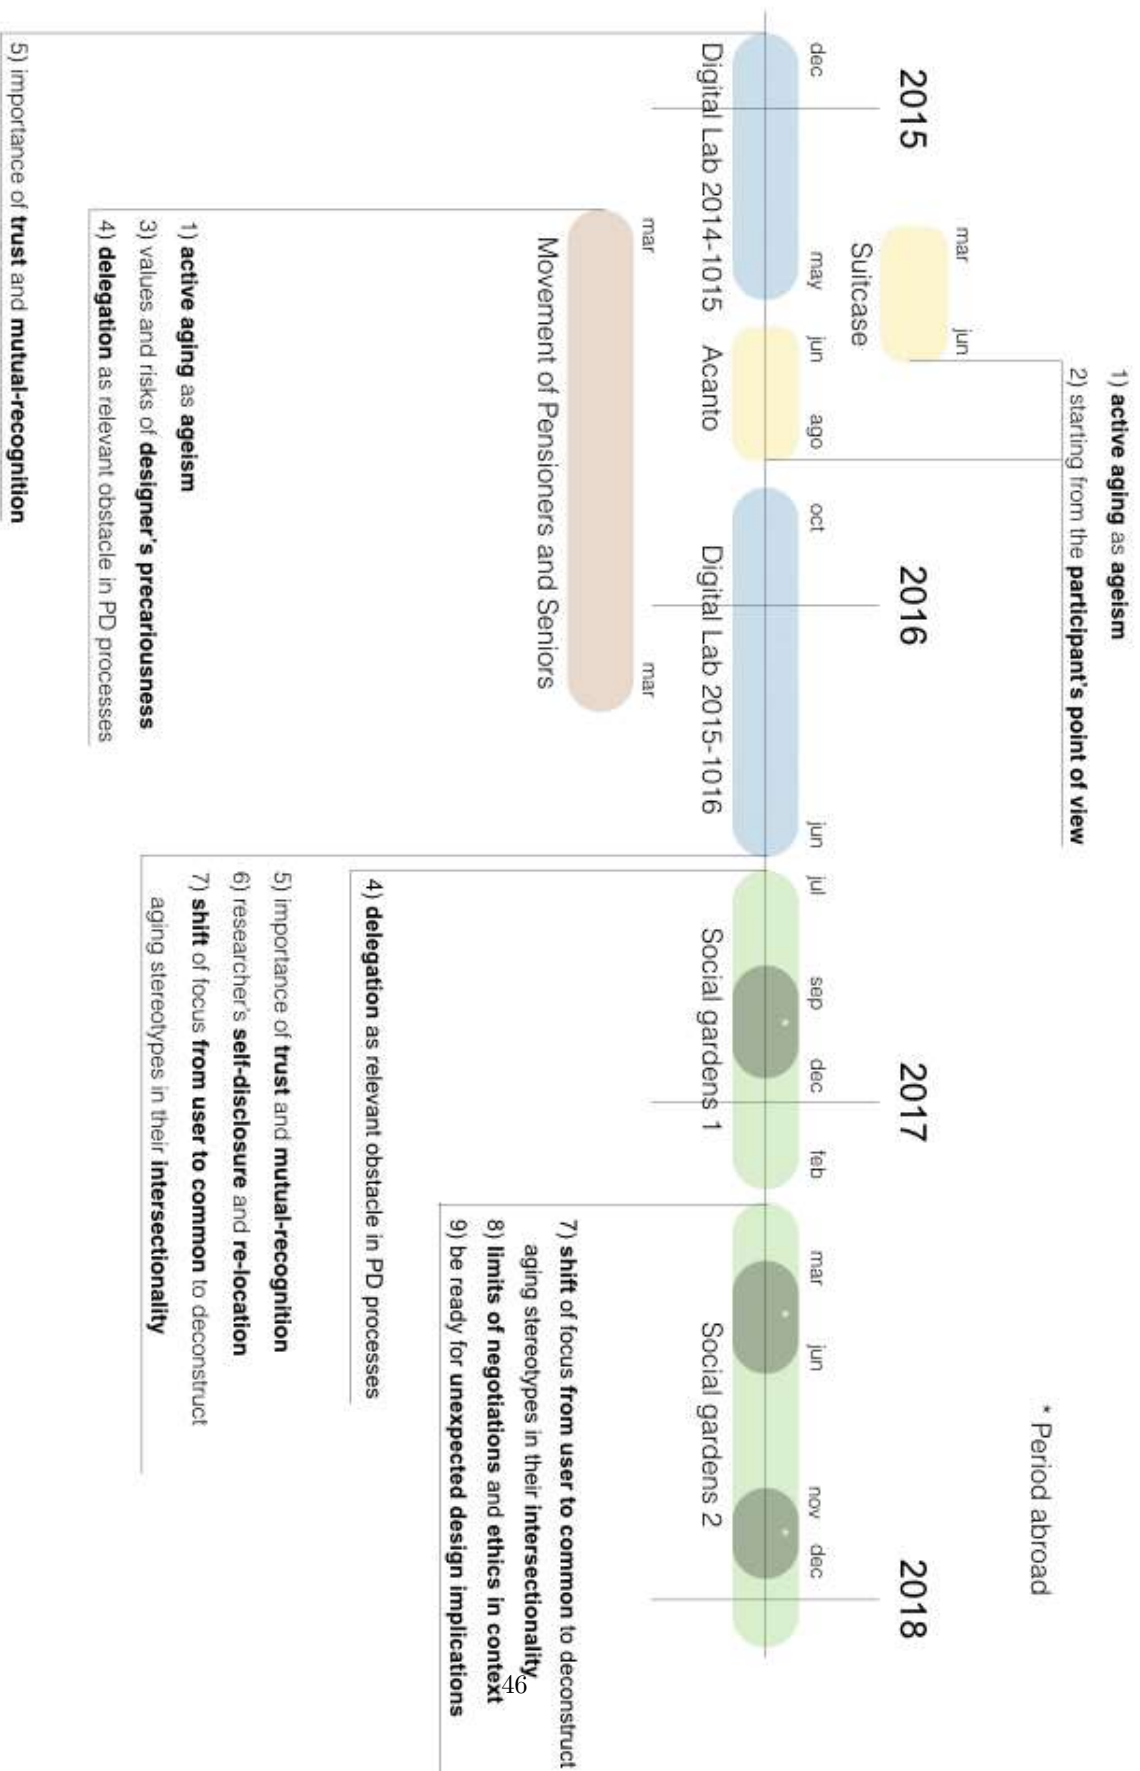 1) active aging as ageism
2) starting from the participant's point of view
* Period abroad
mar
jun
Suitcase
2015
2016
2017
2018
dec
may
jun
ago
oct
jun
jul
sep
dec
feb
mar
jun
nov
dec
*
*
*
Digital Lab 2014-1015
Acanto
Digital Lab 2015-1016
Social gardens 1
Social gardens 2
mar
mar
Movement of Pensioners and Seniors
7) shift of focus from user to common to deconstruct
aging stereotypes in their intersectionality
8) limits of negotiations and ethics in context
9) be ready for unexpected design implications
4) delegation as relevant obstacle in PD processes
5) importance of trust and mutual-recognition
6) researcher's self-disclosure and re-location
7) shift of focus from user to common to deconstruct
aging stereotypes in their intersectionality
1) active aging as ageism
3) values and risks of designer's precariousness
4) delegation as relevant obstacle in PD processes
5) importance of trust and mutual-recognition
46